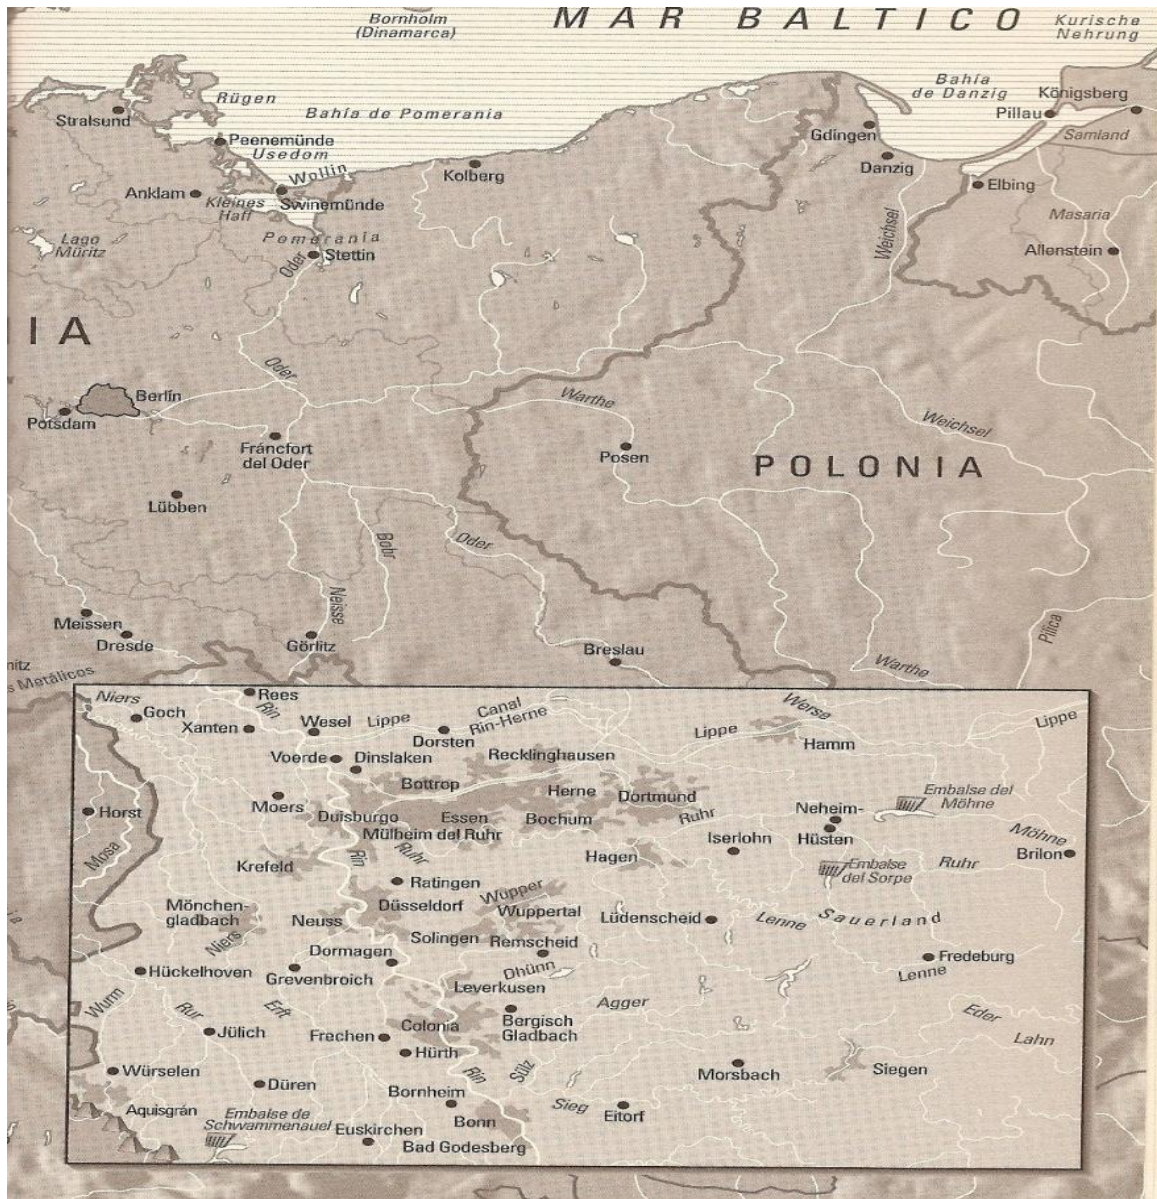 Bornholm
(Dinamarca)
MAR BALTICO
Kurische
Nehrung
Bahía
de Danzig
Königsberg
Pillau
Samland
Rügen
Stralsund
Bahía de Pomerania
Gdingen
Peenemünde
Usedom
Danzig
Wollin
Kolberg
Elbing
Anklam
Kleines
Haff
Swinemünde
Masaria
Lago
Müritz
Pomerania
Weichsel
Allenstein
Oder
Stettin
IA
Oder
Berlín
Potsdam
Warthe
Weichsel
Fráncfort
del Oder
Posen
POLONIA
Lübben
Bobr
Oder
Neisse
Meissen
Dresde
Görlitz
Breslau
Pilica
Warthe
nitz
s Metálicos
Niers
Rees
Rin
Goch
Xanten
Wesel
Lippe
Canal
Rin-Herne
Dorsten
Wersa
Lippe
Lippe
Hamm
Voerde
Dinslaken
Recklinghausen
Bottrop
Herne
Dortmund
Embalse del
Möhne
Moers
Horst
Duisburgo
Essen
Bochum
Ruhr
Neheim-
Hüsten
Mülheim del Ruhr
Iserlohn
Möhne
Brilon
Mosa
Rin
Ruhr
Krefeld
Hagen
Embalse
del Sorpe
Ruhr
Ratingen
Wupper
Mönchen-
gladbach
Düsseldorf
Neuss
Wuppertal
Lüdenscheid
Lenne
Sauerland
Niers
Solingen
Remscheid
Dormagen
Fredeburg
Hückelhoven
Grevenbroich
Dhünn
Lenne
Leverkusen
Wurm
Rur
Erft
Agger
Eder
Jülich
Frechen
Colonia
Bergisch
Gladbach
Lahn
Hürth
Würselen
Düren
Rin
Sülz
Morsbach
Siegen
Bornheim
Aquisgrán
Embalse de
Schwammenauel
Euskirchen
Bonn
Sieg
Eitorf
Bad Godesberg